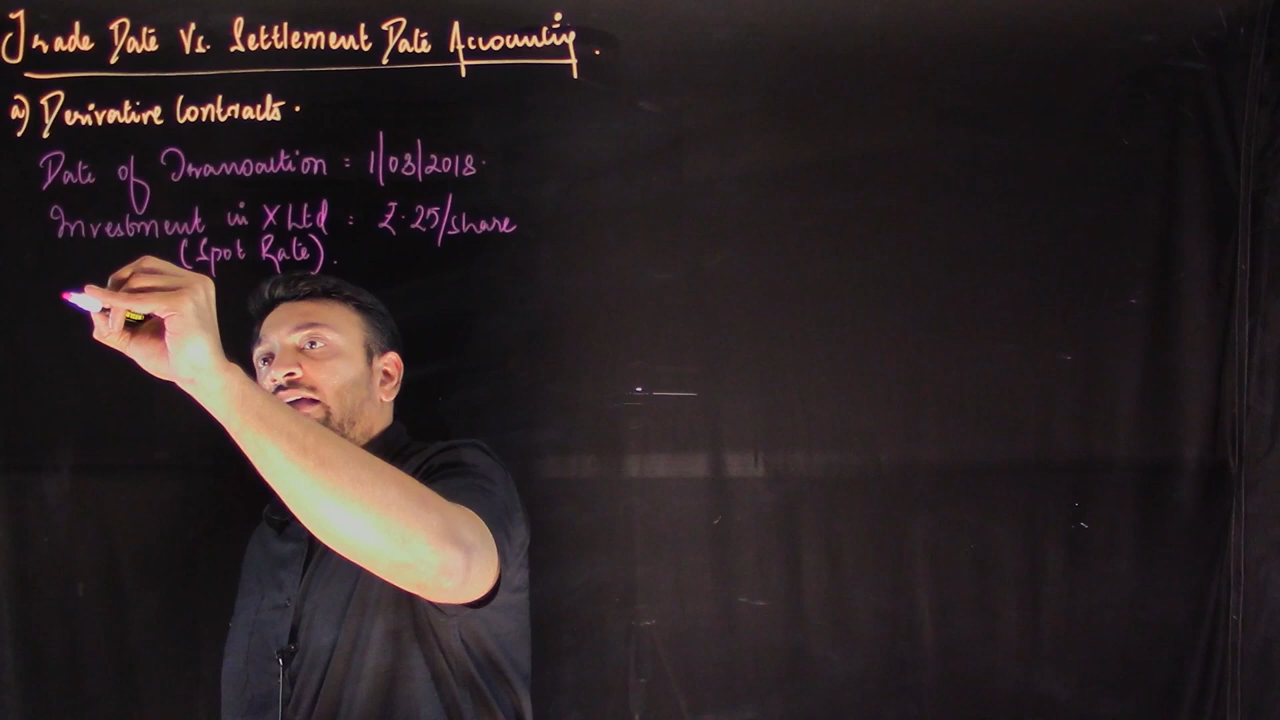 Trade Date Vs. Settlement Date Accounting.
a) Derivative Contracts.
Date of Transaction = 1/03/2018.
Investment in X Ltd = ₹.25/share
(Spot Rate).